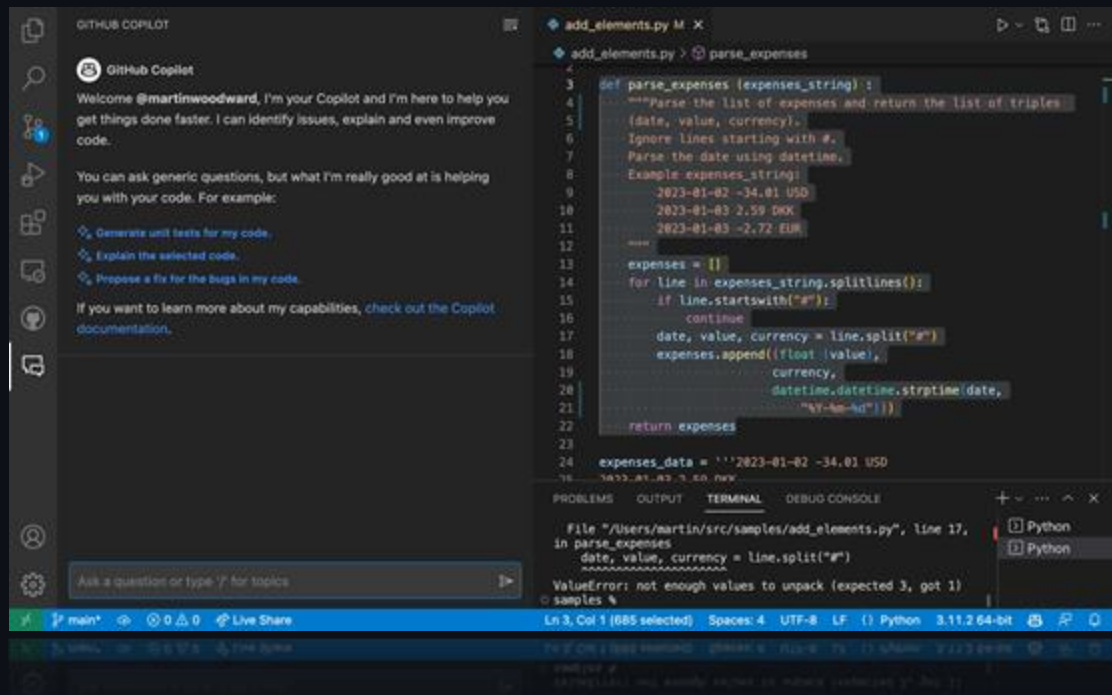 GITHUB COPILOT
GitHub Copilot
Welcome @martinwoodward, I'm your Copilot and I'm here to help you
get things done faster. I can identify issues, explain and even improve
code.
You can ask generic questions, but what I'm really good at is helping
you with your code. For example:
Generate unit tests for my code.
Explain the selected code.
Propose a fix for the bugs in my code.
If you want to learn more about my capabilities, check out the Copilot
documentation.
Ask a question or type '/' for topics
1
add_elements.py M
add_elements.py > parse_expenses
2
3 def parse_expenses (expenses_string) :
4 """Parse the list of expenses and return the list of triples
5 (date, value, currency).
6 Ignore lines starting with #.
7 Parse the date using datetime.
8 Example expenses_string:
9 2023-01-02 -34.01 USD
10 2023-01-03 2.59 DKK
11 2023-01-03 -2.72 EUR
12 """
13 expenses = []
14 for line in expenses_string.splitlines():
15 if line.startswith("#"):
16 continue
17 date, value, currency = line.split("#")
18 expenses.append((float (value),
19 currency,
20 datetime.datetime.strptime(date,
21 "%Y-%m-%d")))
22 return expenses
23
24 expenses_data = '''2023-01-02 -34.01 USD
25 2023-01-03 2.59 DKK
PROBLEMS OUTPUT TERMINAL DEBUG CONSOLE
File "/Users/martin/src/samples/add_elements.py", line 17,
in parse_expenses
date, value, currency = line.split("#")
^^^^^^^^^^^^^^^^^^^^^
ValueError: not enough values to unpack (expected 3, got 1)
samples %
Python
Python
main* 0 0 Live Share
Ln 3, Col 1 (685 selected) Spaces: 4 UTF-8 LF () Python 3.11.2 64-bit